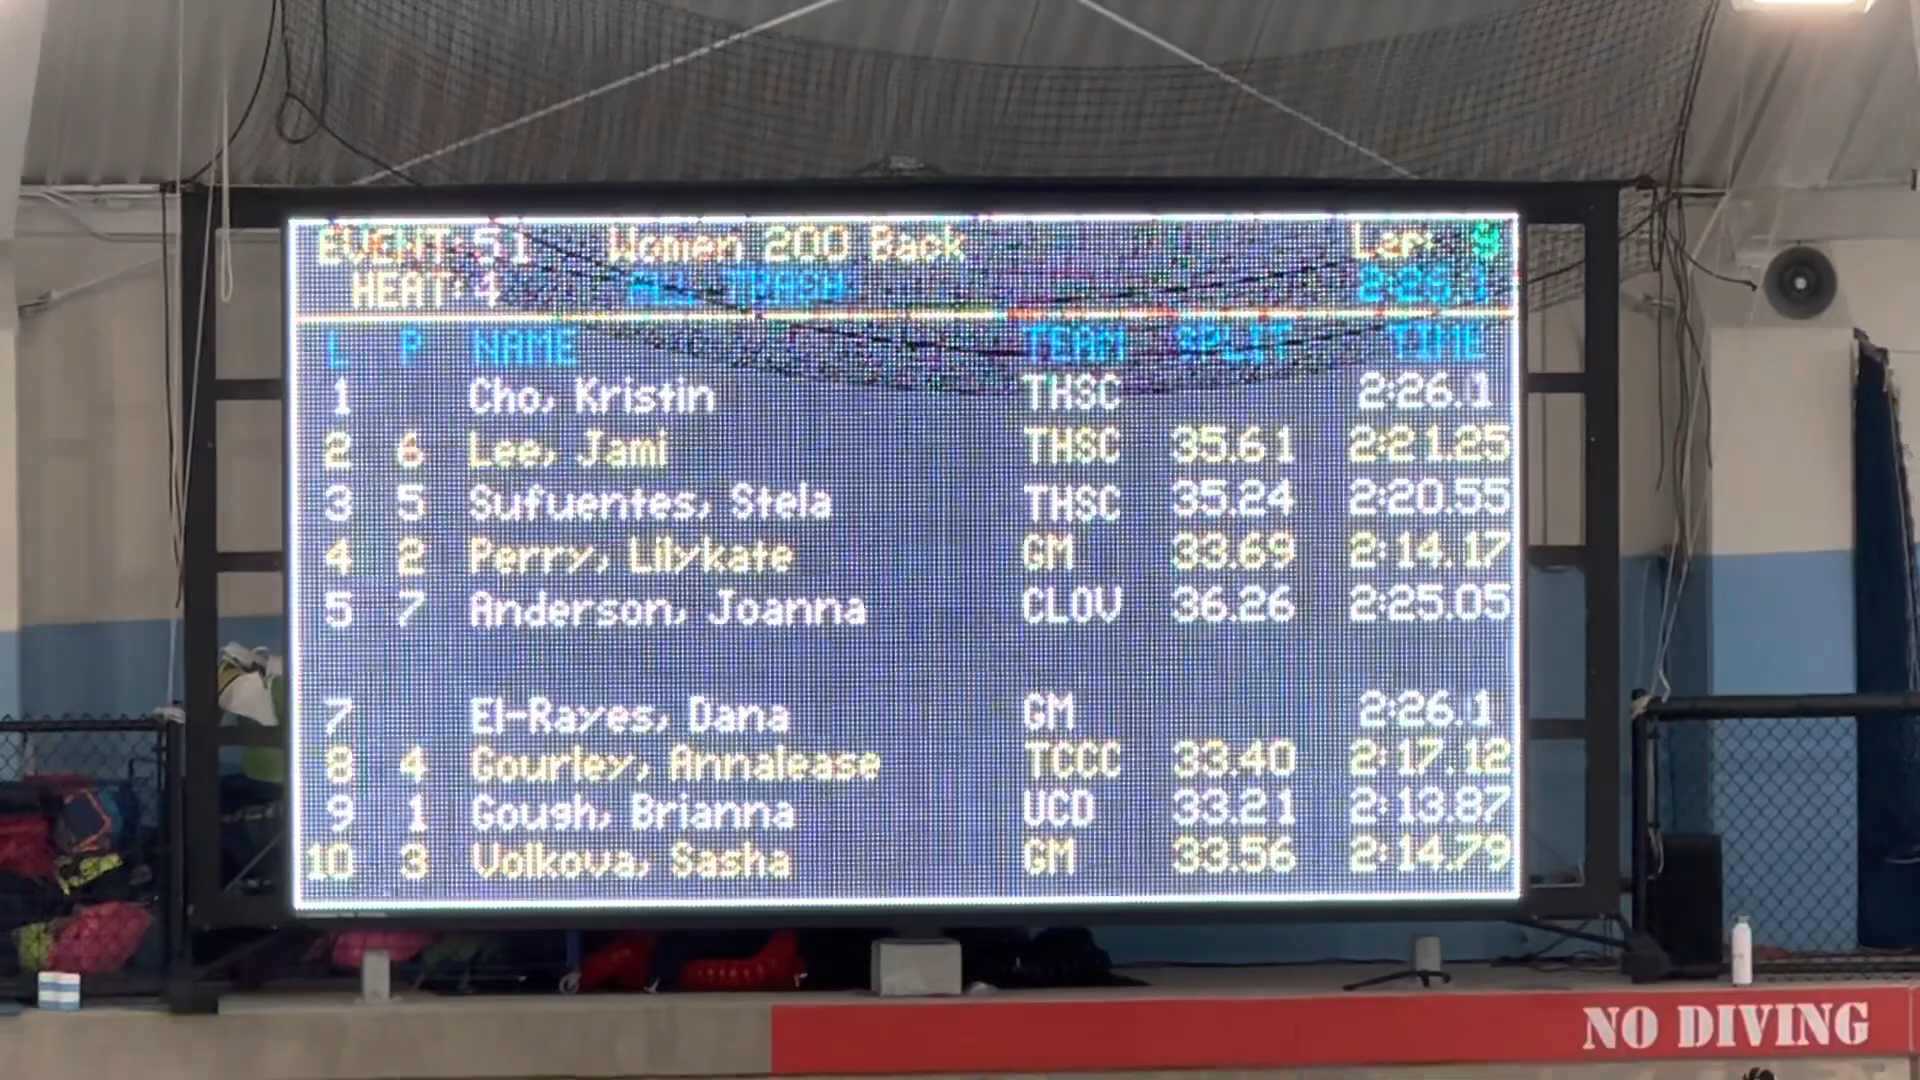 EVENT: 51 Women 200 Back Lap: 8
HEAT: 4 2:26.1
L P NAME TEAM SPLIT TIME
1 Cho, Kristin THSC 2:26.1
2 6 Lee, Jami THSC 35.61 2:21.25
3 5 Sufuentes, Stela THSC 35.24 2:20.55
4 2 Perry, Lilykate GM 33.69 2:14.17
5 7 Anderson, Joanna CLOV 36.26 2:25.05
7 El-Rayes, Dana GM 2:26.1
8 4 Gourley, Annalease TCCC 33.40 2:17.12
9 1 Gough, Brianna UCD 33.21 2:13.87
10 3 Volkova, Sasha GM 33.56 2:14.79
NO DIVING